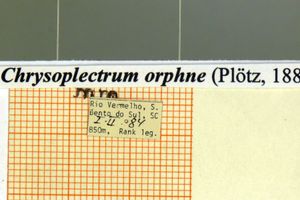 Chrysoplectrum orphne (Plötz, 188
Rio Vermelho, S.
Bento do Sul, SC
850m, Rank leg.